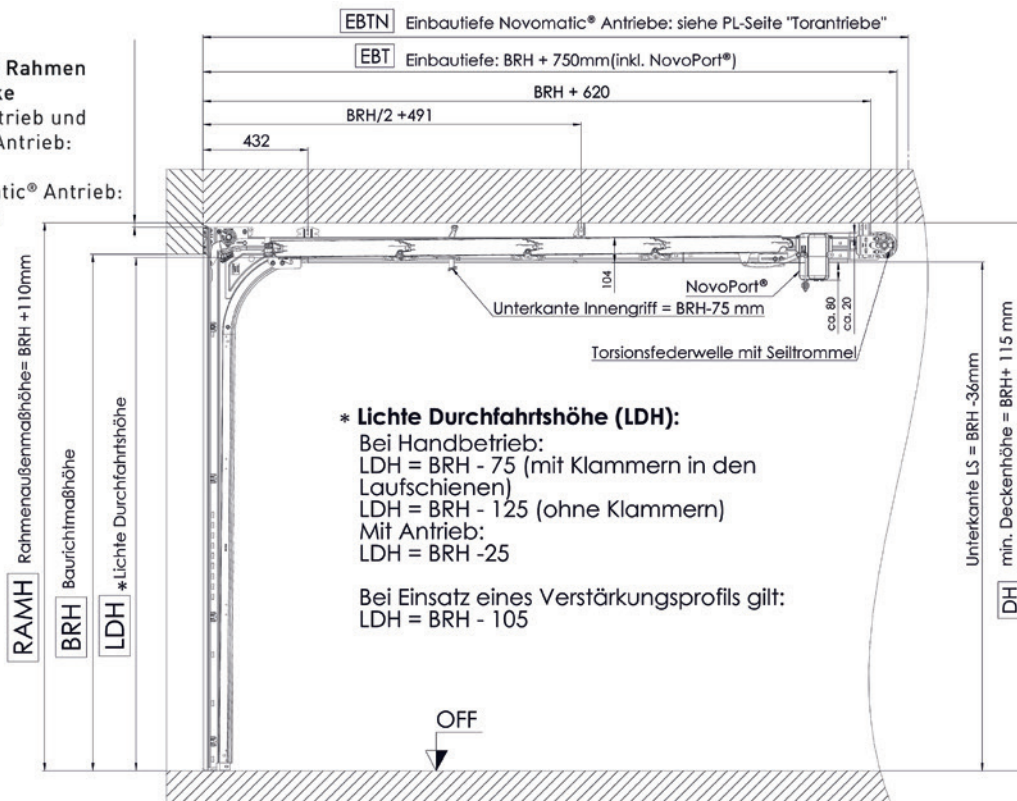 EBTN Einbautiefe Novomatic® Antriebe: siehe PL-Seite "Torantriebe"
EBT Einbautiefe: BRH + 750mm(inkl. NovoPort®)
BRH + 620
BRH/2 +491
432
Rahmen
trieb und
Antrieb:
atic® Antrieb:
104
NovoPort®
Unterkante Innengriff = BRH-75 mm
ca. 80
ca. 20
Torsionsfederwelle mit Seiltrommel
RAMH Rahmenaußenmaßhöhe= BRH +110mm
BRH Baurichtmaßhöhe
LDH *Lichte Durchfahrtshöhe
* Lichte Durchfahrtshöhe (LDH):
Bei Handbetrieb:
LDH = BRH - 75 (mit Klammern in den
Laufschienen)
LDH = BRH - 125 (ohne Klammern)
Mit Antrieb:
LDH = BRH -25
Bei Einsatz eines Verstärkungsprofils gilt:
LDH = BRH - 105
Unterkante LS = BRH -36mm
DH min. Deckenhöhe = BRH+ 115 mm
OFF